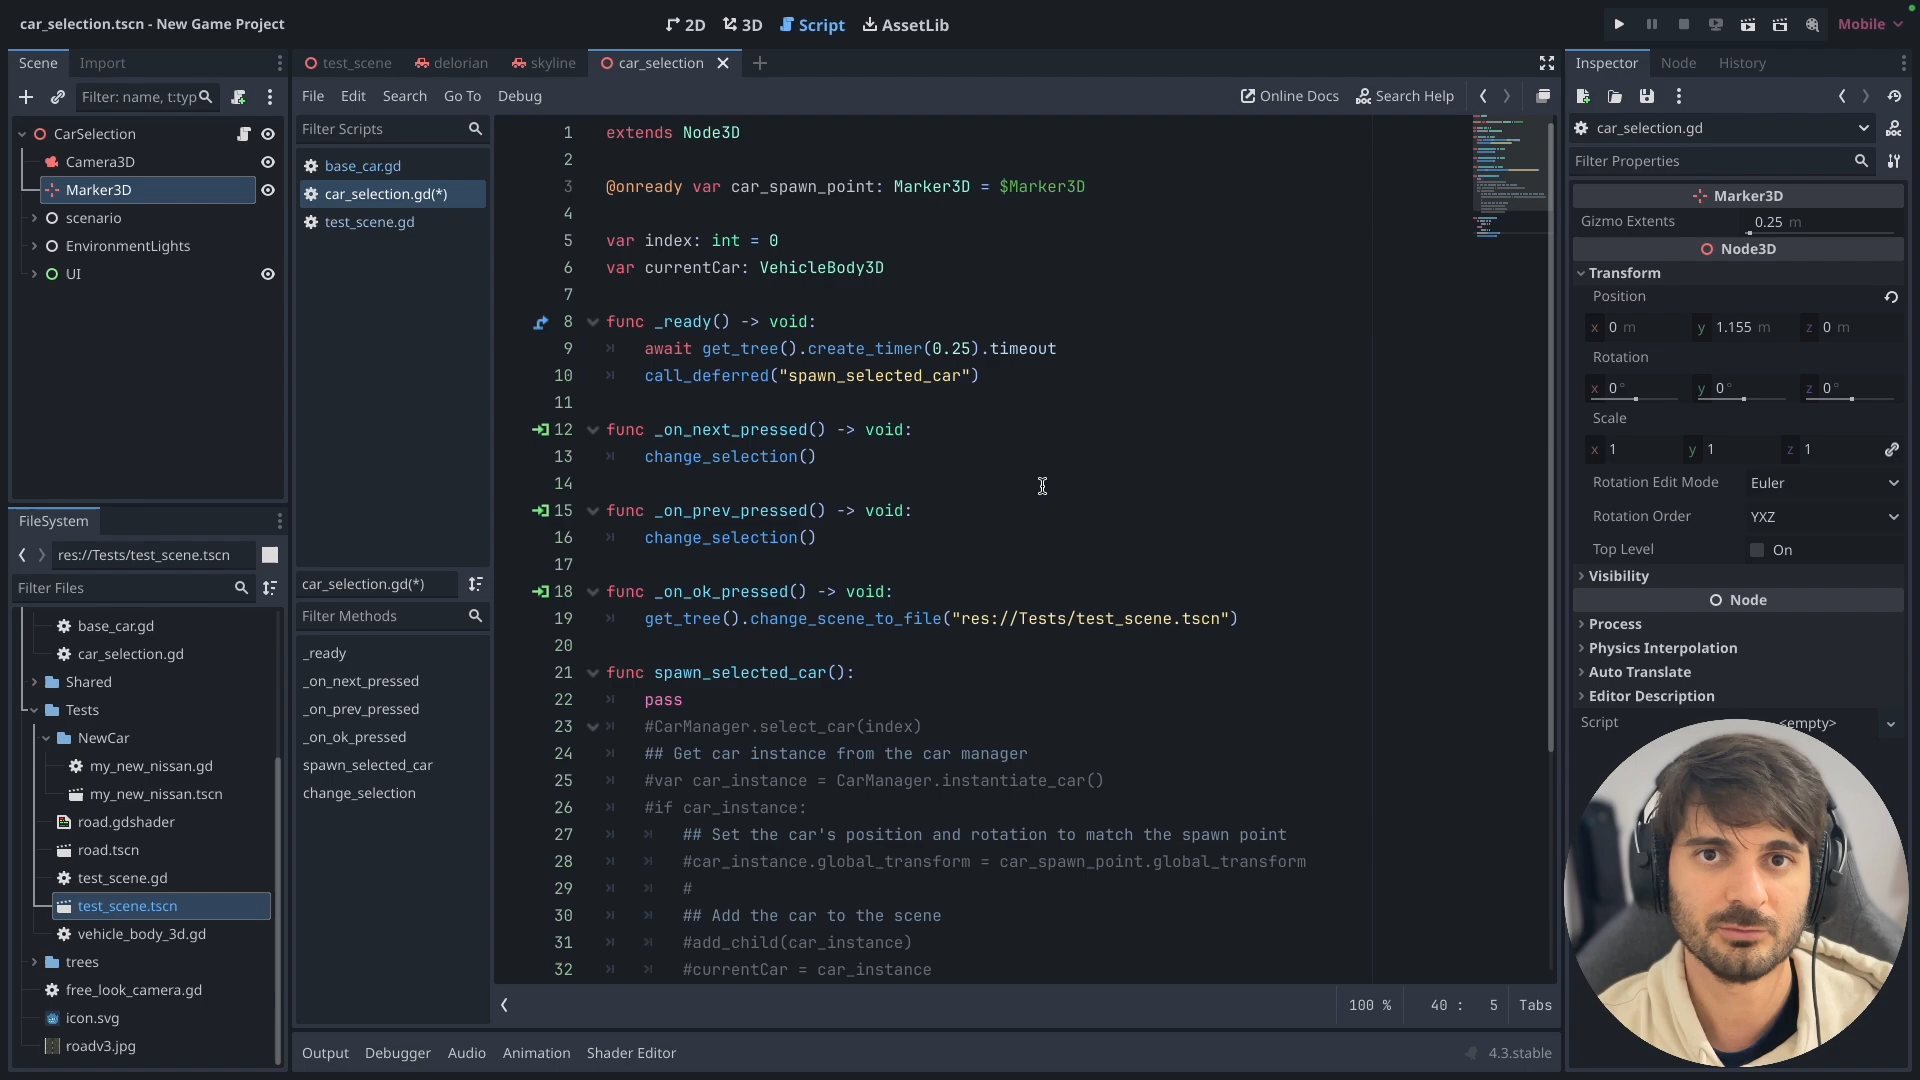 car_selection.tscn - New Game Project
2D
3D
Script
AssetLib
Mobile
Scene
Import
Filter: name, t:typ
CarSelection
Camera3D
Marker3D
scenario
EnvironmentLights
UI
FileSystem
res://Tests/test_scene.tscn
Filter Files
base_car.gd
car_selection.gd
Shared
Tests
NewCar
my_new_nissan.gd
my_new_nissan.tscn
road.gdshader
road.tscn
test_scene.gd
test_scene.tscn
vehicle_body_3d.gd
trees
free_look_camera.gd
icon.svg
roadv3.jpg
test_scene
delorian
skyline
car_selection
File
Edit
Search
Go To
Debug
Online Docs
Search Help
Filter Scripts
base_car.gd
car_selection.gd(*)
test_scene.gd
car_selection.gd(*)
Filter Methods
_ready
_on_next_pressed
_on_prev_pressed
_on_ok_pressed
spawn_selected_car
change_selection
1 extends Node3D
2
3 @onready var car_spawn_point: Marker3D = $Marker3D
4
5 var index: int = 0
6 var currentCar: VehicleBody3D
7
8 func _ready() -> void:
9 await get_tree().create_timer(0.25).timeout
10 call_deferred("spawn_selected_car")
11
12 func _on_next_pressed() -> void:
13 change_selection()
14
15 func _on_prev_pressed() -> void:
16 change_selection()
17
18 func _on_ok_pressed() -> void:
19 get_tree().change_scene_to_file("res://Tests/test_scene.tscn")
20
21 func spawn_selected_car():
22 pass
23 #CarManager.select_car(index)
24 ## Get car instance from the car manager
25 #var car_instance = CarManager.instantiate_car()
26 #if car_instance:
27 ## Set the car's position and rotation to match the spawn point
28 #car_instance.global_transform = car_spawn_point.global_transform
29 #
30 ## Add the car to the scene
31 #add_child(car_instance)
32 #currentCar = car_instance
100 %
40 : 5
Tabs
Output
Debugger
Audio
Animation
Shader Editor
4.3.stable
Inspector
Node
History
car_selection.gd
Filter Properties
Marker3D
Gizmo Extents
0.25 m
Node3D
Transform
Position
x 0 m y 1.155 m z 0 m
Rotation
x 0° y 0° z 0°
Scale
x 1 y 1 z 1
Rotation Edit Mode
Euler
Rotation Order
YXZ
Top Level
On
Visibility
Node
Process
Physics Interpolation
Auto Translate
Editor Description
Script
<empty>